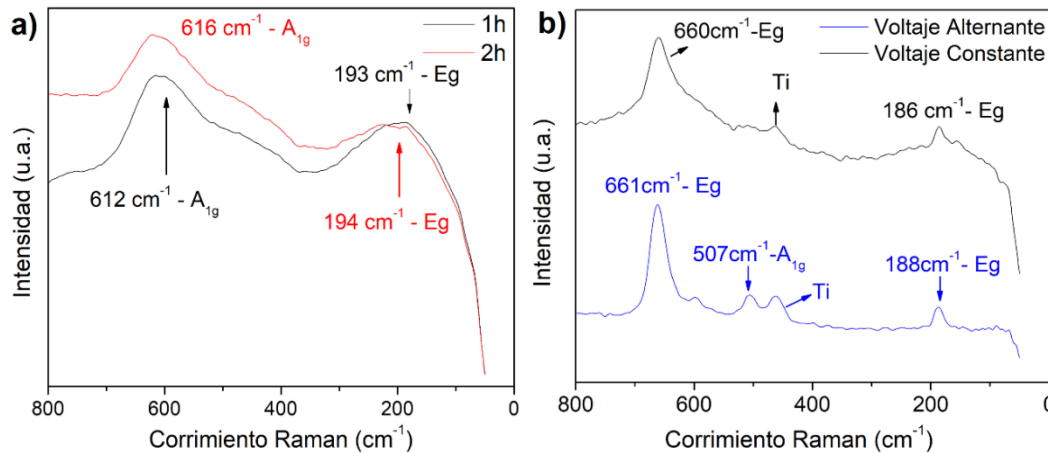 a)
616 cm⁻¹ - A₁g
1h
2h
193 cm⁻¹ - Eg
612 cm⁻¹ - A₁g
194 cm⁻¹ - Eg
Intensidad (u.a.)
800 600 400 200 0
Corrimiento Raman (cm⁻¹)
b)
660cm⁻¹-Eg
Voltaje Alternante
Voltaje Constante
Ti
186 cm⁻¹ - Eg
661cm⁻¹- Eg
507cm⁻¹-A₁g
Ti
188cm⁻¹- Eg
Intensidad (u.a.)
800 600 400 200 0
Corrimiento Raman (cm⁻¹)